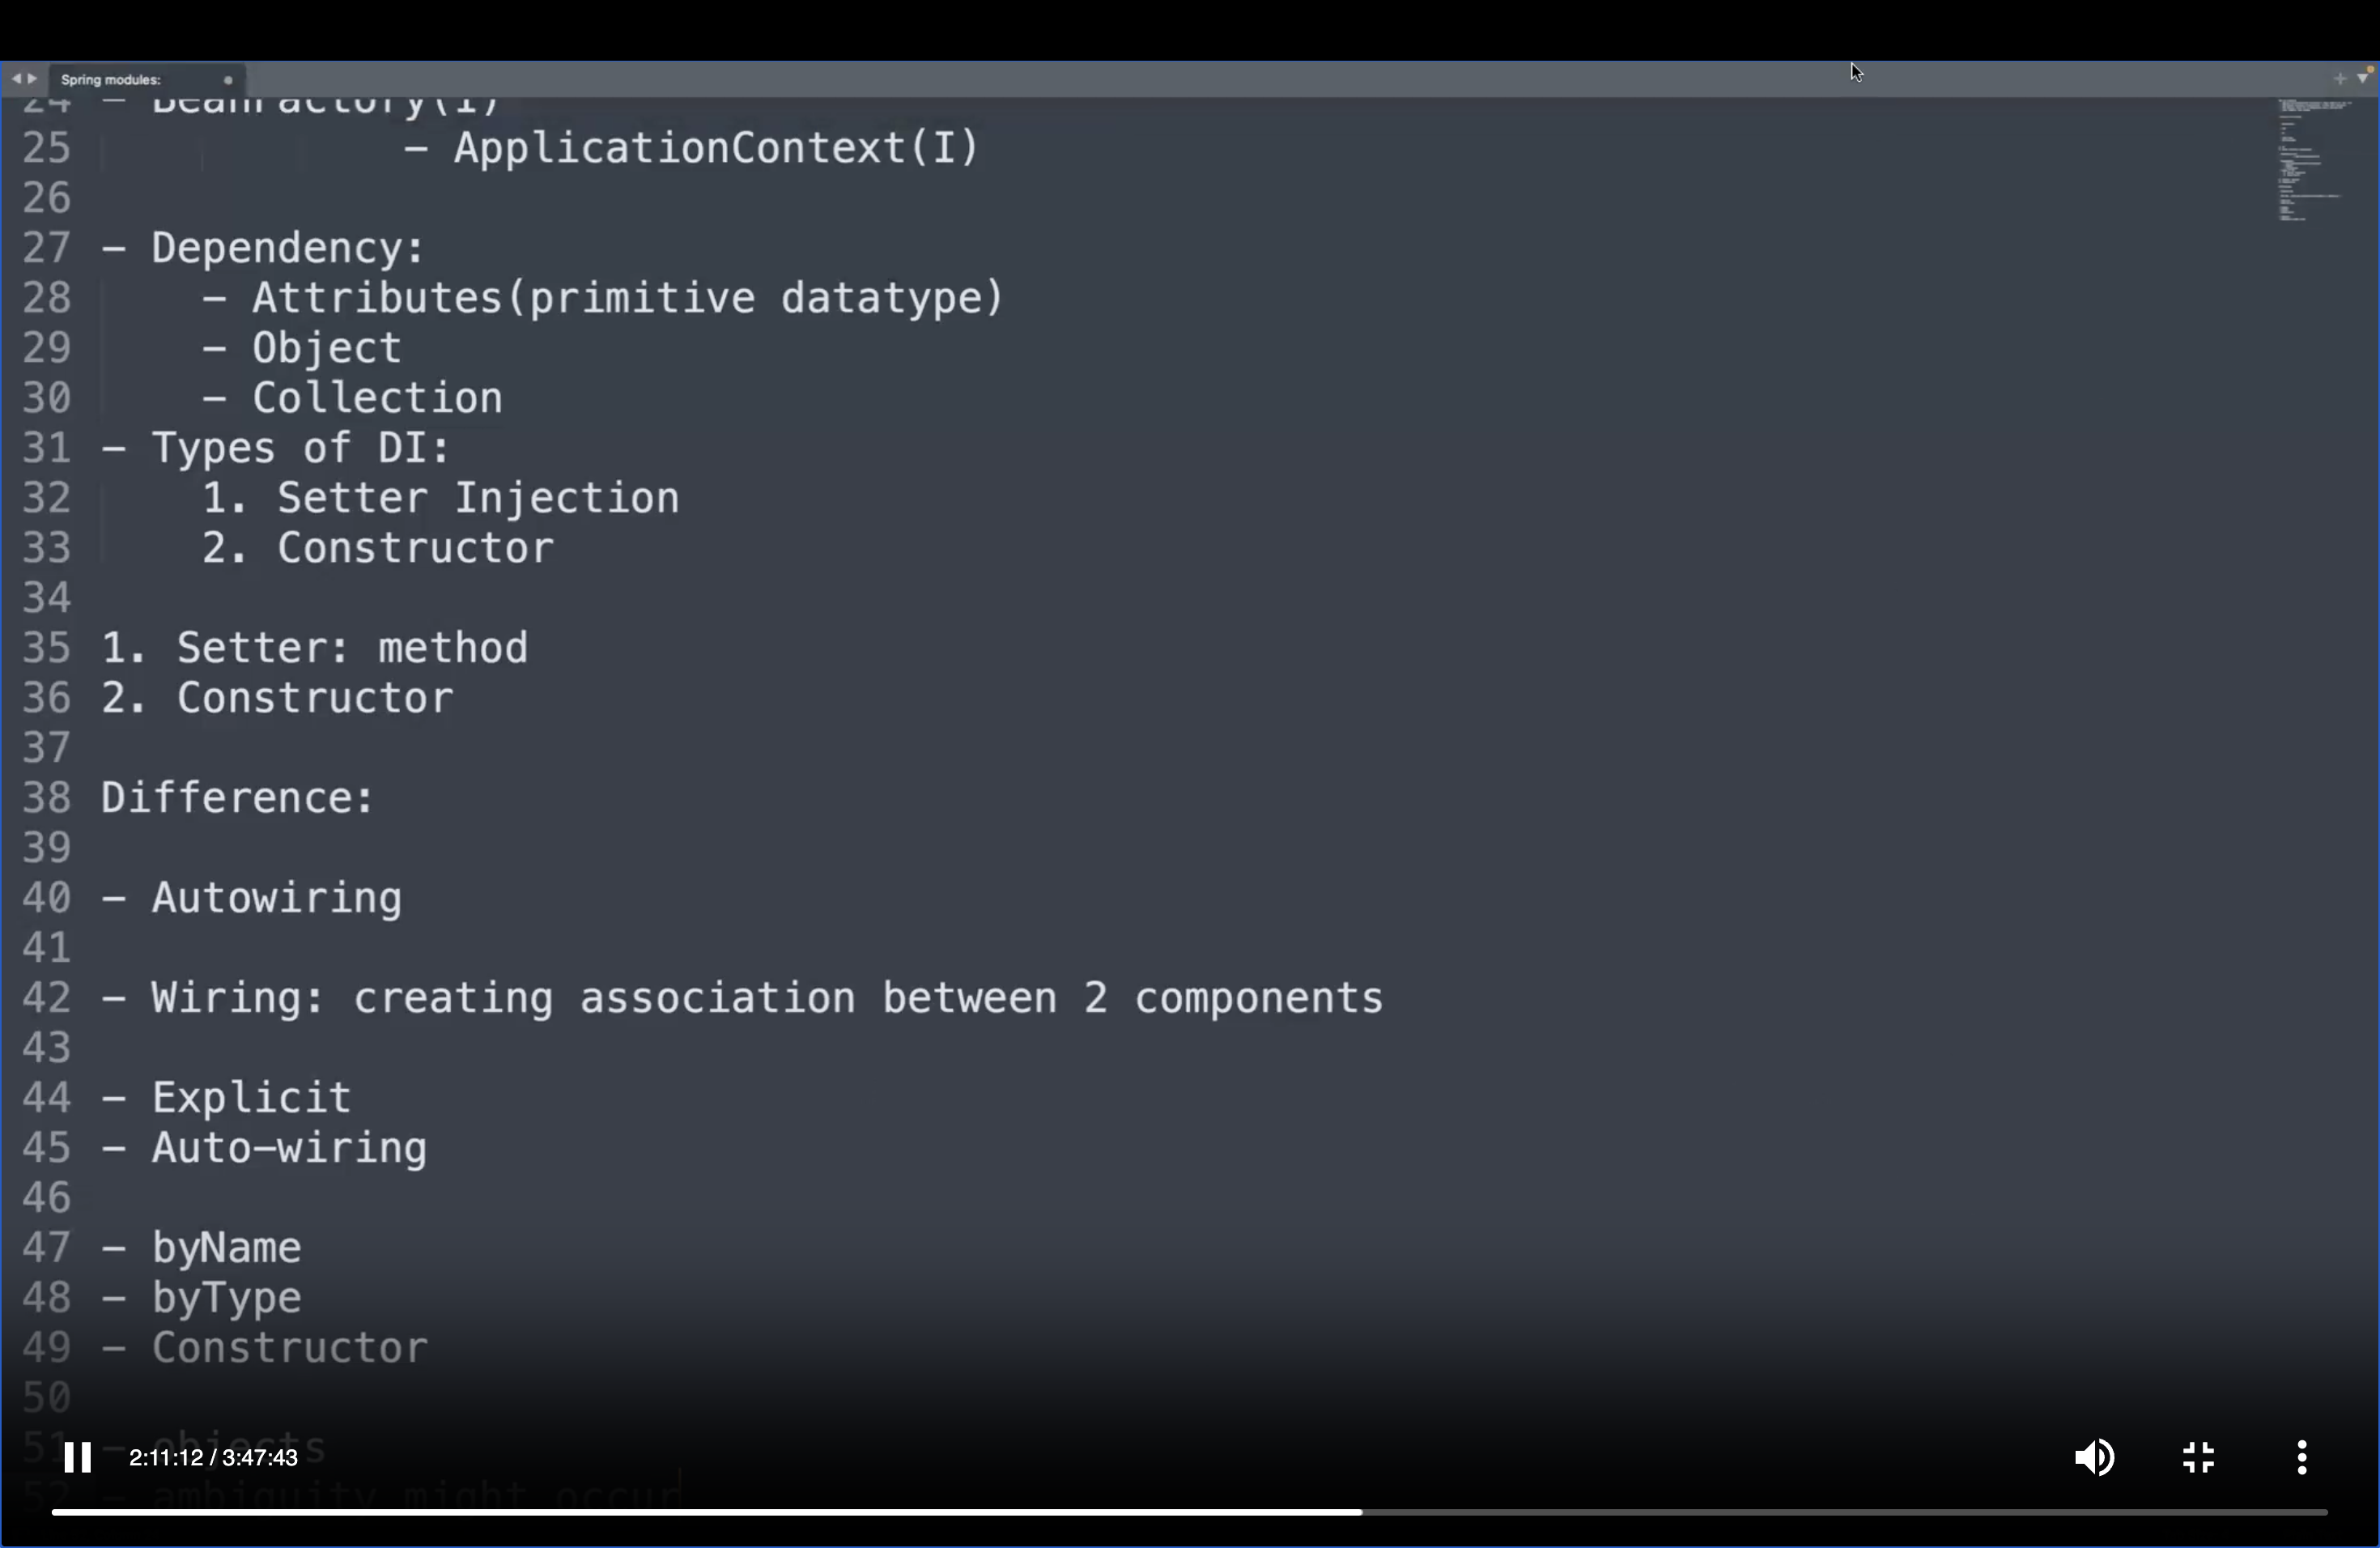 Spring modules:
24 - BeanFactory(I)
25 - ApplicationContext(I)
26
27 - Dependency:
28 - Attributes(primitive datatype)
29 - Object
30 - Collection
31 - Types of DI:
32 1. Setter Injection
33 2. Constructor
34
35 1. Setter: method
36 2. Constructor
37
38 Difference:
39
40 - Autowiring
41
42 - Wiring: creating association between 2 components
43
44 - Explicit
45 - Auto-wiring
46
47 - byName
48 - byType
49 - Constructor
50
51 - objects
2:11:12 / 3:47:43
52 - ambiguity might occur